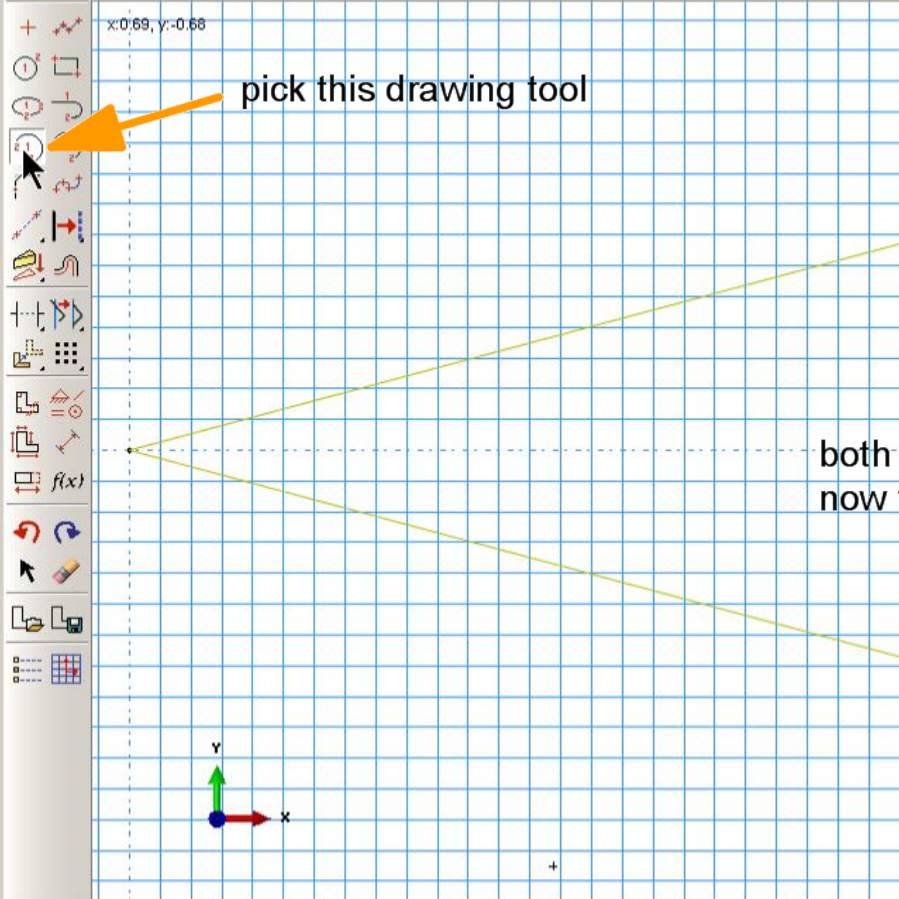 x:0.69, y:-0.68
pick this drawing tool
both
now
f(x)
Y
X